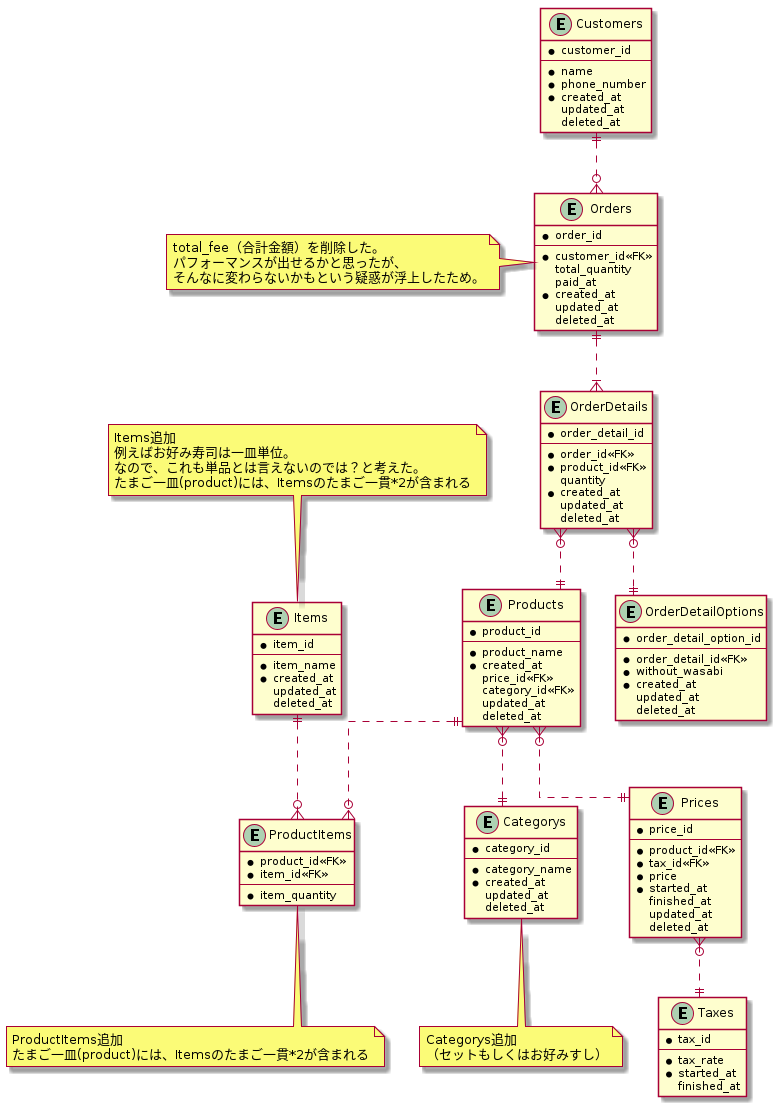 E Customers
customer_id
name
phone_number
created_at
updated_at
deleted_at
E Orders
order_id
customer_id«FK»
total_quantity
paid_at
created_at
updated_at
deleted_at
total_fee（合計金額）を削除した。
パフォーマンスが出せるかと思ったが、
そんなに変わらないかもという疑惑が浮上したため。
E OrderDetails
order_detail_id
order_id«FK»
product_id«FK»
quantity
created_at
updated_at
deleted_at
Items追加
例えばお好み寿司は一皿単位。
なので、これも単品とは言えないのでは？と考えた。
たまご一皿(product)には、Itemsのたまご一貫*2が含まれる
E Items
item_id
item_name
created_at
updated_at
deleted_at
E Products
product_id
product_name
created_at
price_id«FK»
category_id«FK»
updated_at
deleted_at
E OrderDetailOptions
order_detail_option_id
order_detail_id«FK»
without_wasabi
created_at
updated_at
deleted_at
E ProductItems
product_id«FK»
item_id«FK»
item_quantity
E Categorys
category_id
category_name
created_at
updated_at
deleted_at
E Prices
price_id
product_id«FK»
tax_id«FK»
price
started_at
finished_at
updated_at
deleted_at
ProductItems追加
たまご一皿(product)には、Itemsのたまご一貫*2が含まれる
Categorys追加
（セットもしくはお好みすし）
E Taxes
tax_id
tax_rate
started_at
finished_at